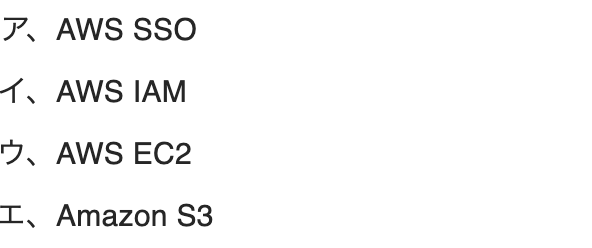 ア、AWS SSO
イ、AWS IAM
ウ、AWS EC2
エ、Amazon S3